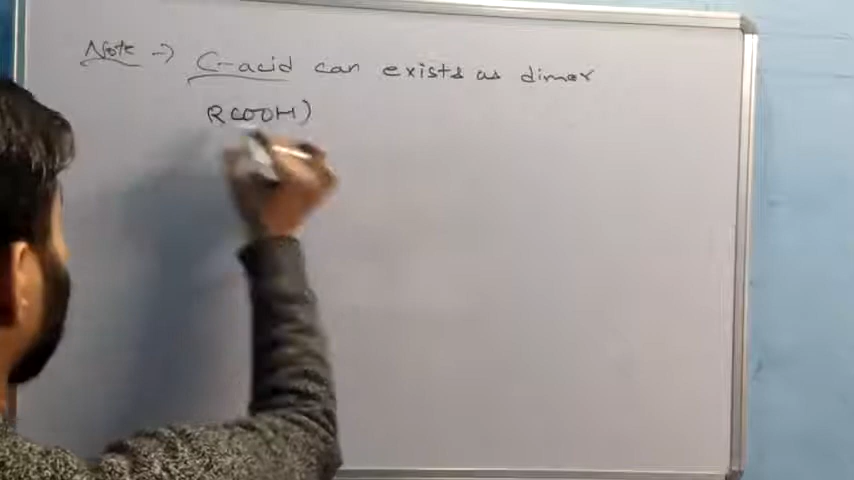 Note -> C-acid can exists as dimer
RCOOH)